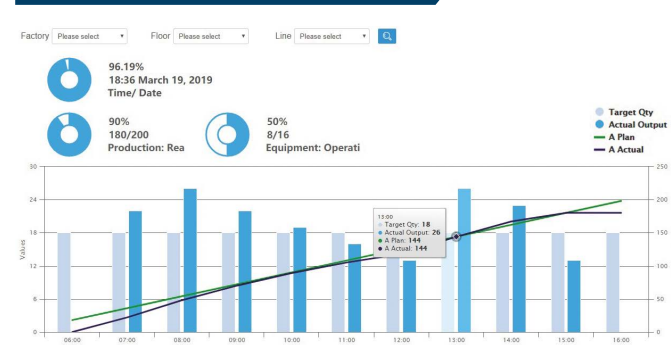 Factory Please select Floor Please select Line Please select
96.19%
18:36 March 19, 2019
Time/ Date
90%
180/200
Production: Rea
50%
8/16
Equipment: Operati
Target Qty
Actual Output
A Plan
A Actual
30
24
18
12
6
0
Values
250
200
150
100
50
0
13:00
Target Qty: 18
Actual Output: 26
A Plan: 144
A Actual: 144
06:00 07:00 08:00 09:00 10:00 11:00 12:00 13:00 14:00 15:00 16:00